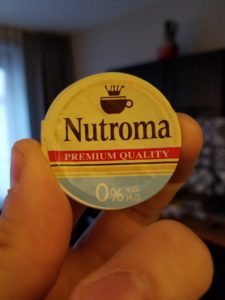 Nutroma
PREMIUM QUALITY
0% V.G.
M.G.